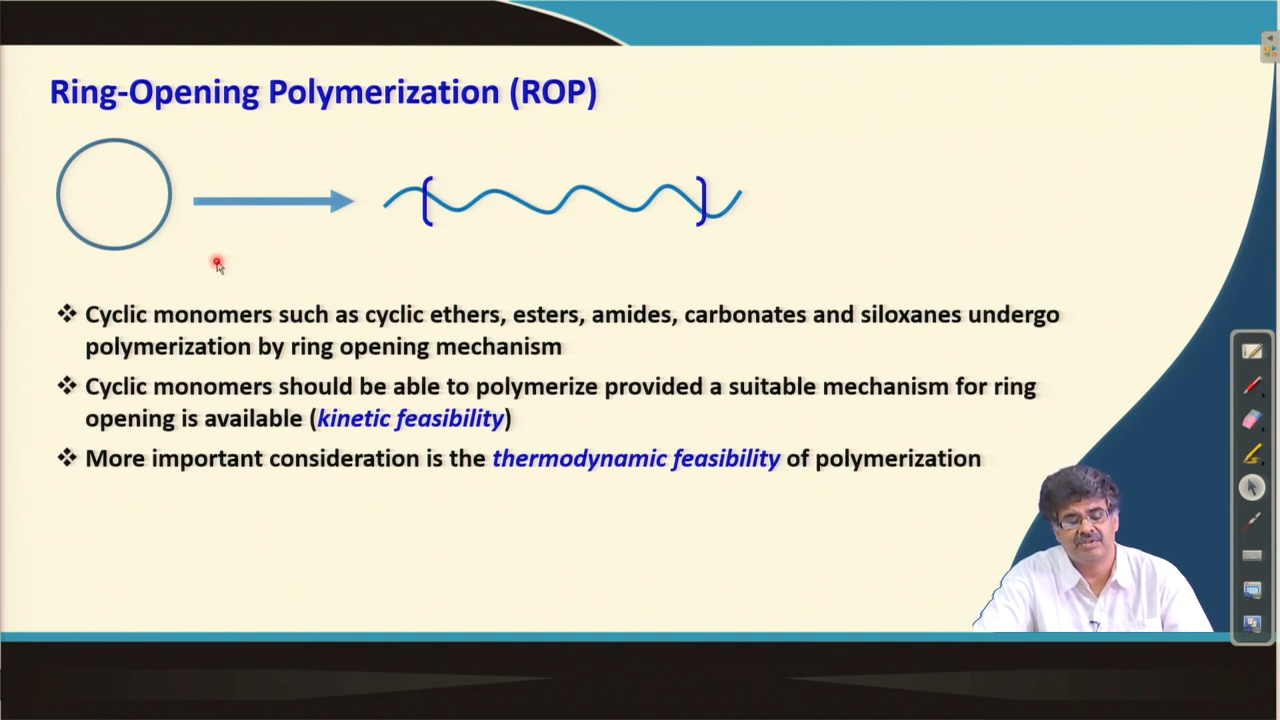 Ring-Opening Polymerization (ROP)
❖ Cyclic monomers such as cyclic ethers, esters, amides, carbonates and siloxanes undergo
polymerization by ring opening mechanism
❖ Cyclic monomers should be able to polymerize provided a suitable mechanism for ring
opening is available (kinetic feasibility)
❖ More important consideration is the thermodynamic feasibility of polymerization